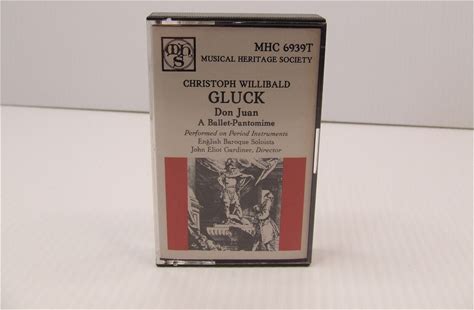 MHS
MHC 6939T
MUSICAL HERITAGE SOCIETY
CHRISTOPH WILLIBALD
GLUCK
Don Juan
A Ballet-Pantomime
Performed on Period Instruments
English Baroque Soloists
John Eliot Gardiner, Director